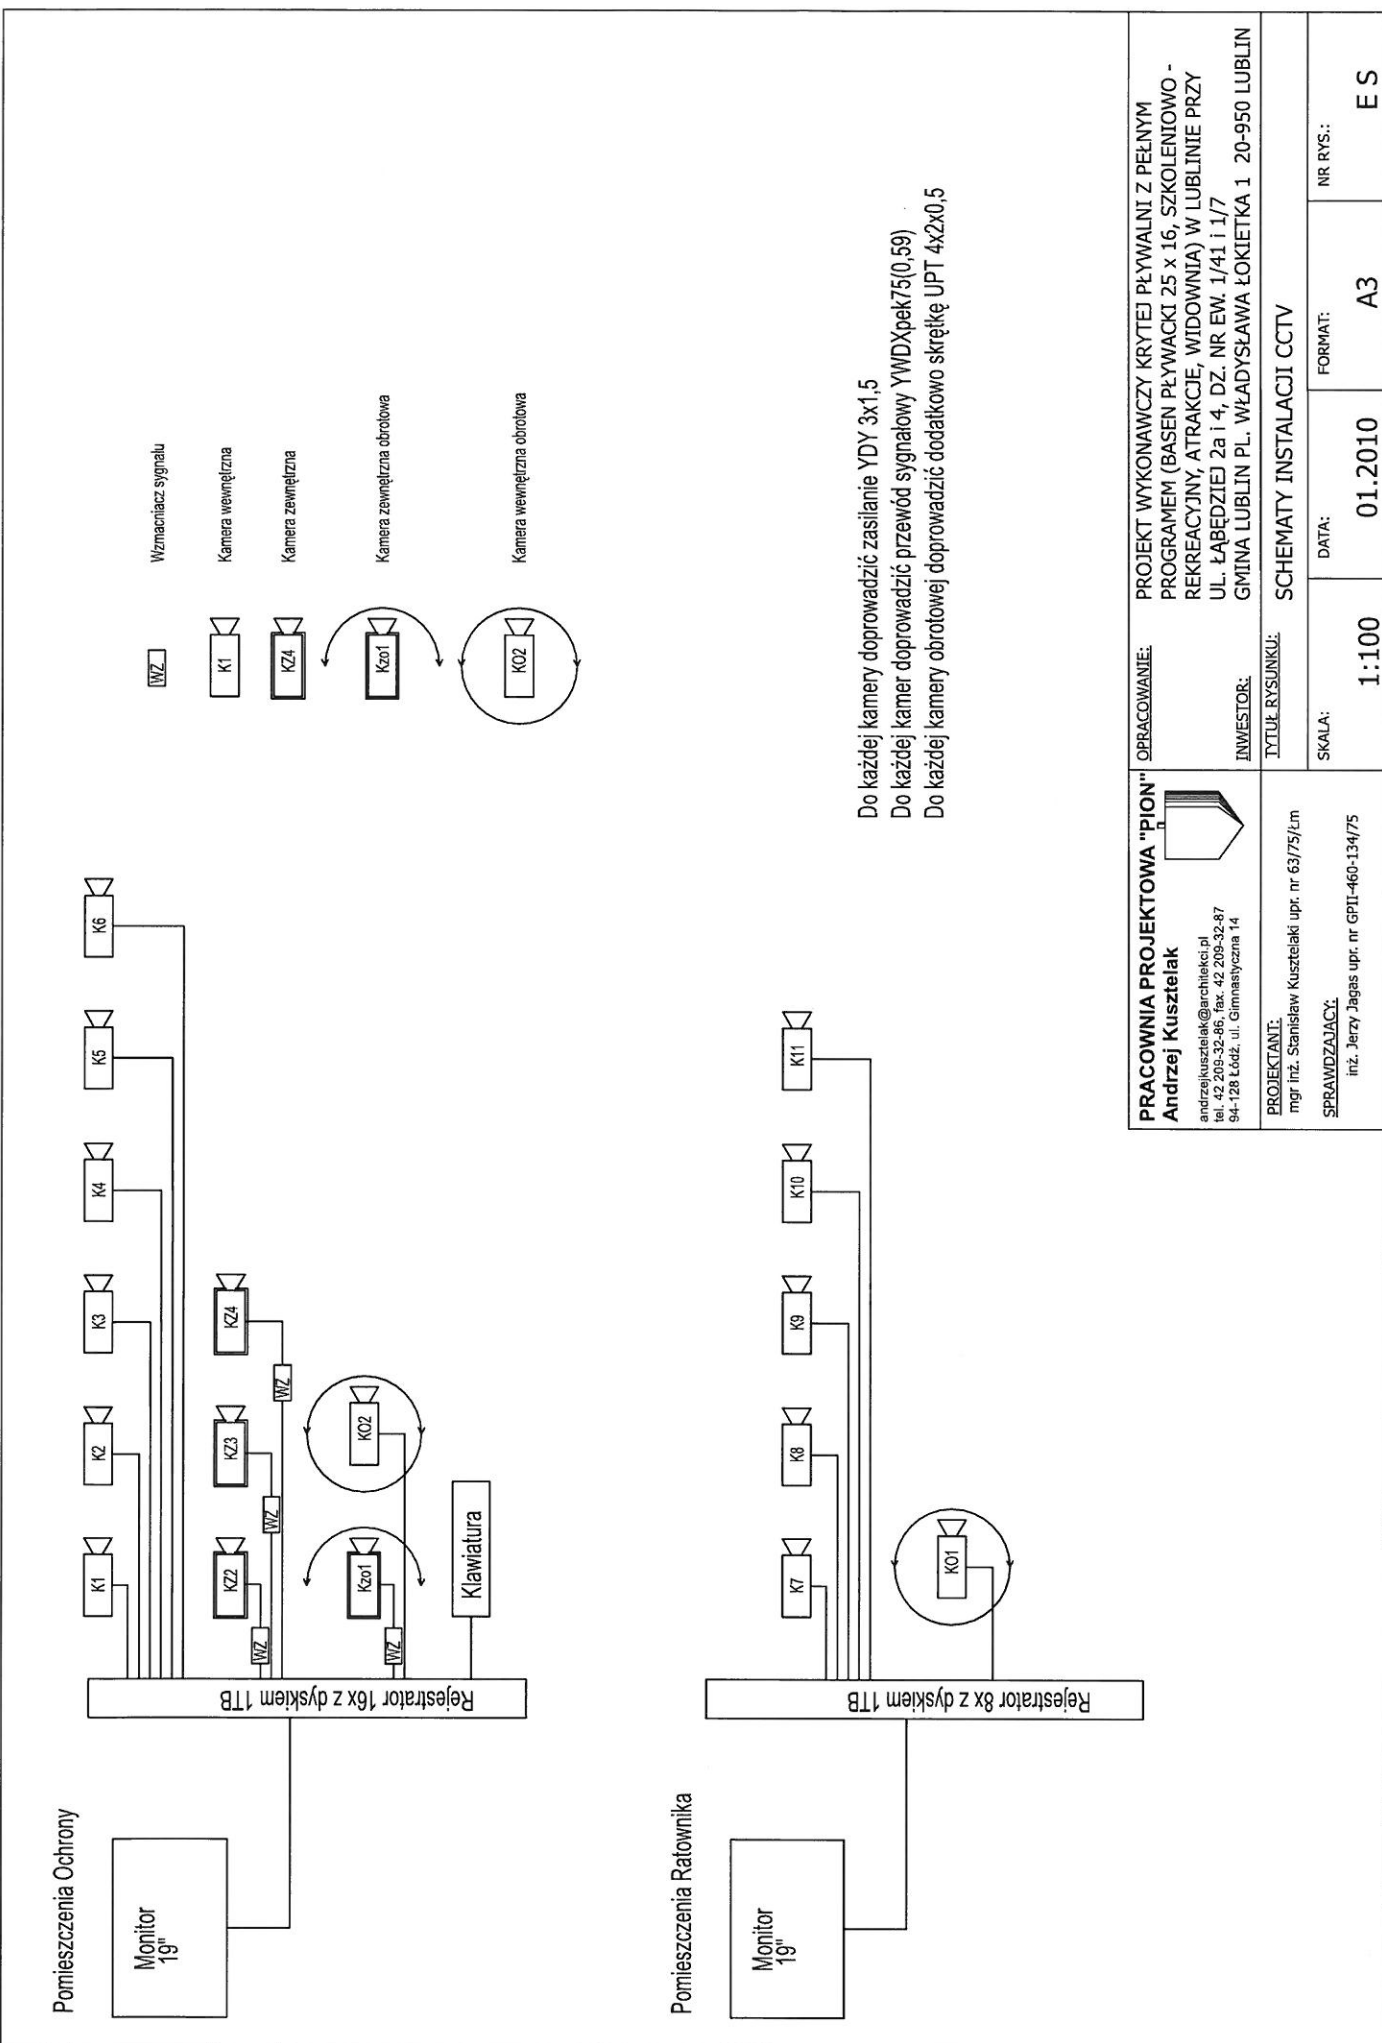 Pomieszczenia Ochrony
Monitor
19"
Rejestrator 16x z dyskiem 1TB
K1
K2
K3
K4
K5
K6
KZ2
KZ3
KZ4
WZ
WZ
WZ
Kzo1
KO2
WZ
Klawiatura
WZ
Wzmacniacz sygnału
K1
Kamera wewnętrzna
KZ4
Kamera zewnętrzna
Kzo1
Kamera zewnętrzna obrotowa
KO2
Kamera wewnętrzna obrotowa
Pomieszczenia Ratownika
Monitor
19"
Rejestrator 8x z dyskiem 1TB
K7
K8
K9
K10
K11
KO1
Do każdej kamery doprowadzić zasilanie YDY 3x1,5
Do każdej kamer doprowadzić przewód sygnałowy YWDXpek75(0,59)
Do każdej kamery obrotowej doprowadzić dodatkowo skrętkę UPT 4x2x0,5
PRACOWNIA PROJEKTOWA "PION"
Andrzej Kusztelak
andrzejkusztelak@architekci.pl
tel. 42 209-32-86, fax. 42 209-32-87
94-128 Łódź, ul. Gimnastyczna 14
PROJEKTANT:
mgr inż. Stanisław Kusztelaki upr. nr 63/75/Łm
SPRAWDZAJĄCY:
inż. Jerzy Jagas upr. nr GPII-460-134/75
OPRACOWANIE:
PROJEKT WYKONAWCZY KRYTEJ PŁYWALNI Z PEŁNYM
PROGRAMEM (BASEN PŁYWACKI 25 x 16, SZKOLENIOWO -
REKREACYJNY, ATRAKCJE, WIDOWNIA) W LUBLINIE PRZY
UL. ŁABĘDZIEJ 2a i 4, DZ. NR EW. 1/41 i 1/7
INWESTOR:
GMINA LUBLIN PL. WŁADYSŁAWA ŁOKIETKA 1 20-950 LUBLIN
TYTUŁ RYSUNKU:
SCHEMATY INSTALACJI CCTV
SKALA:
1:100
DATA:
01.2010
FORMAT:
A3
NR RYS.:
E S